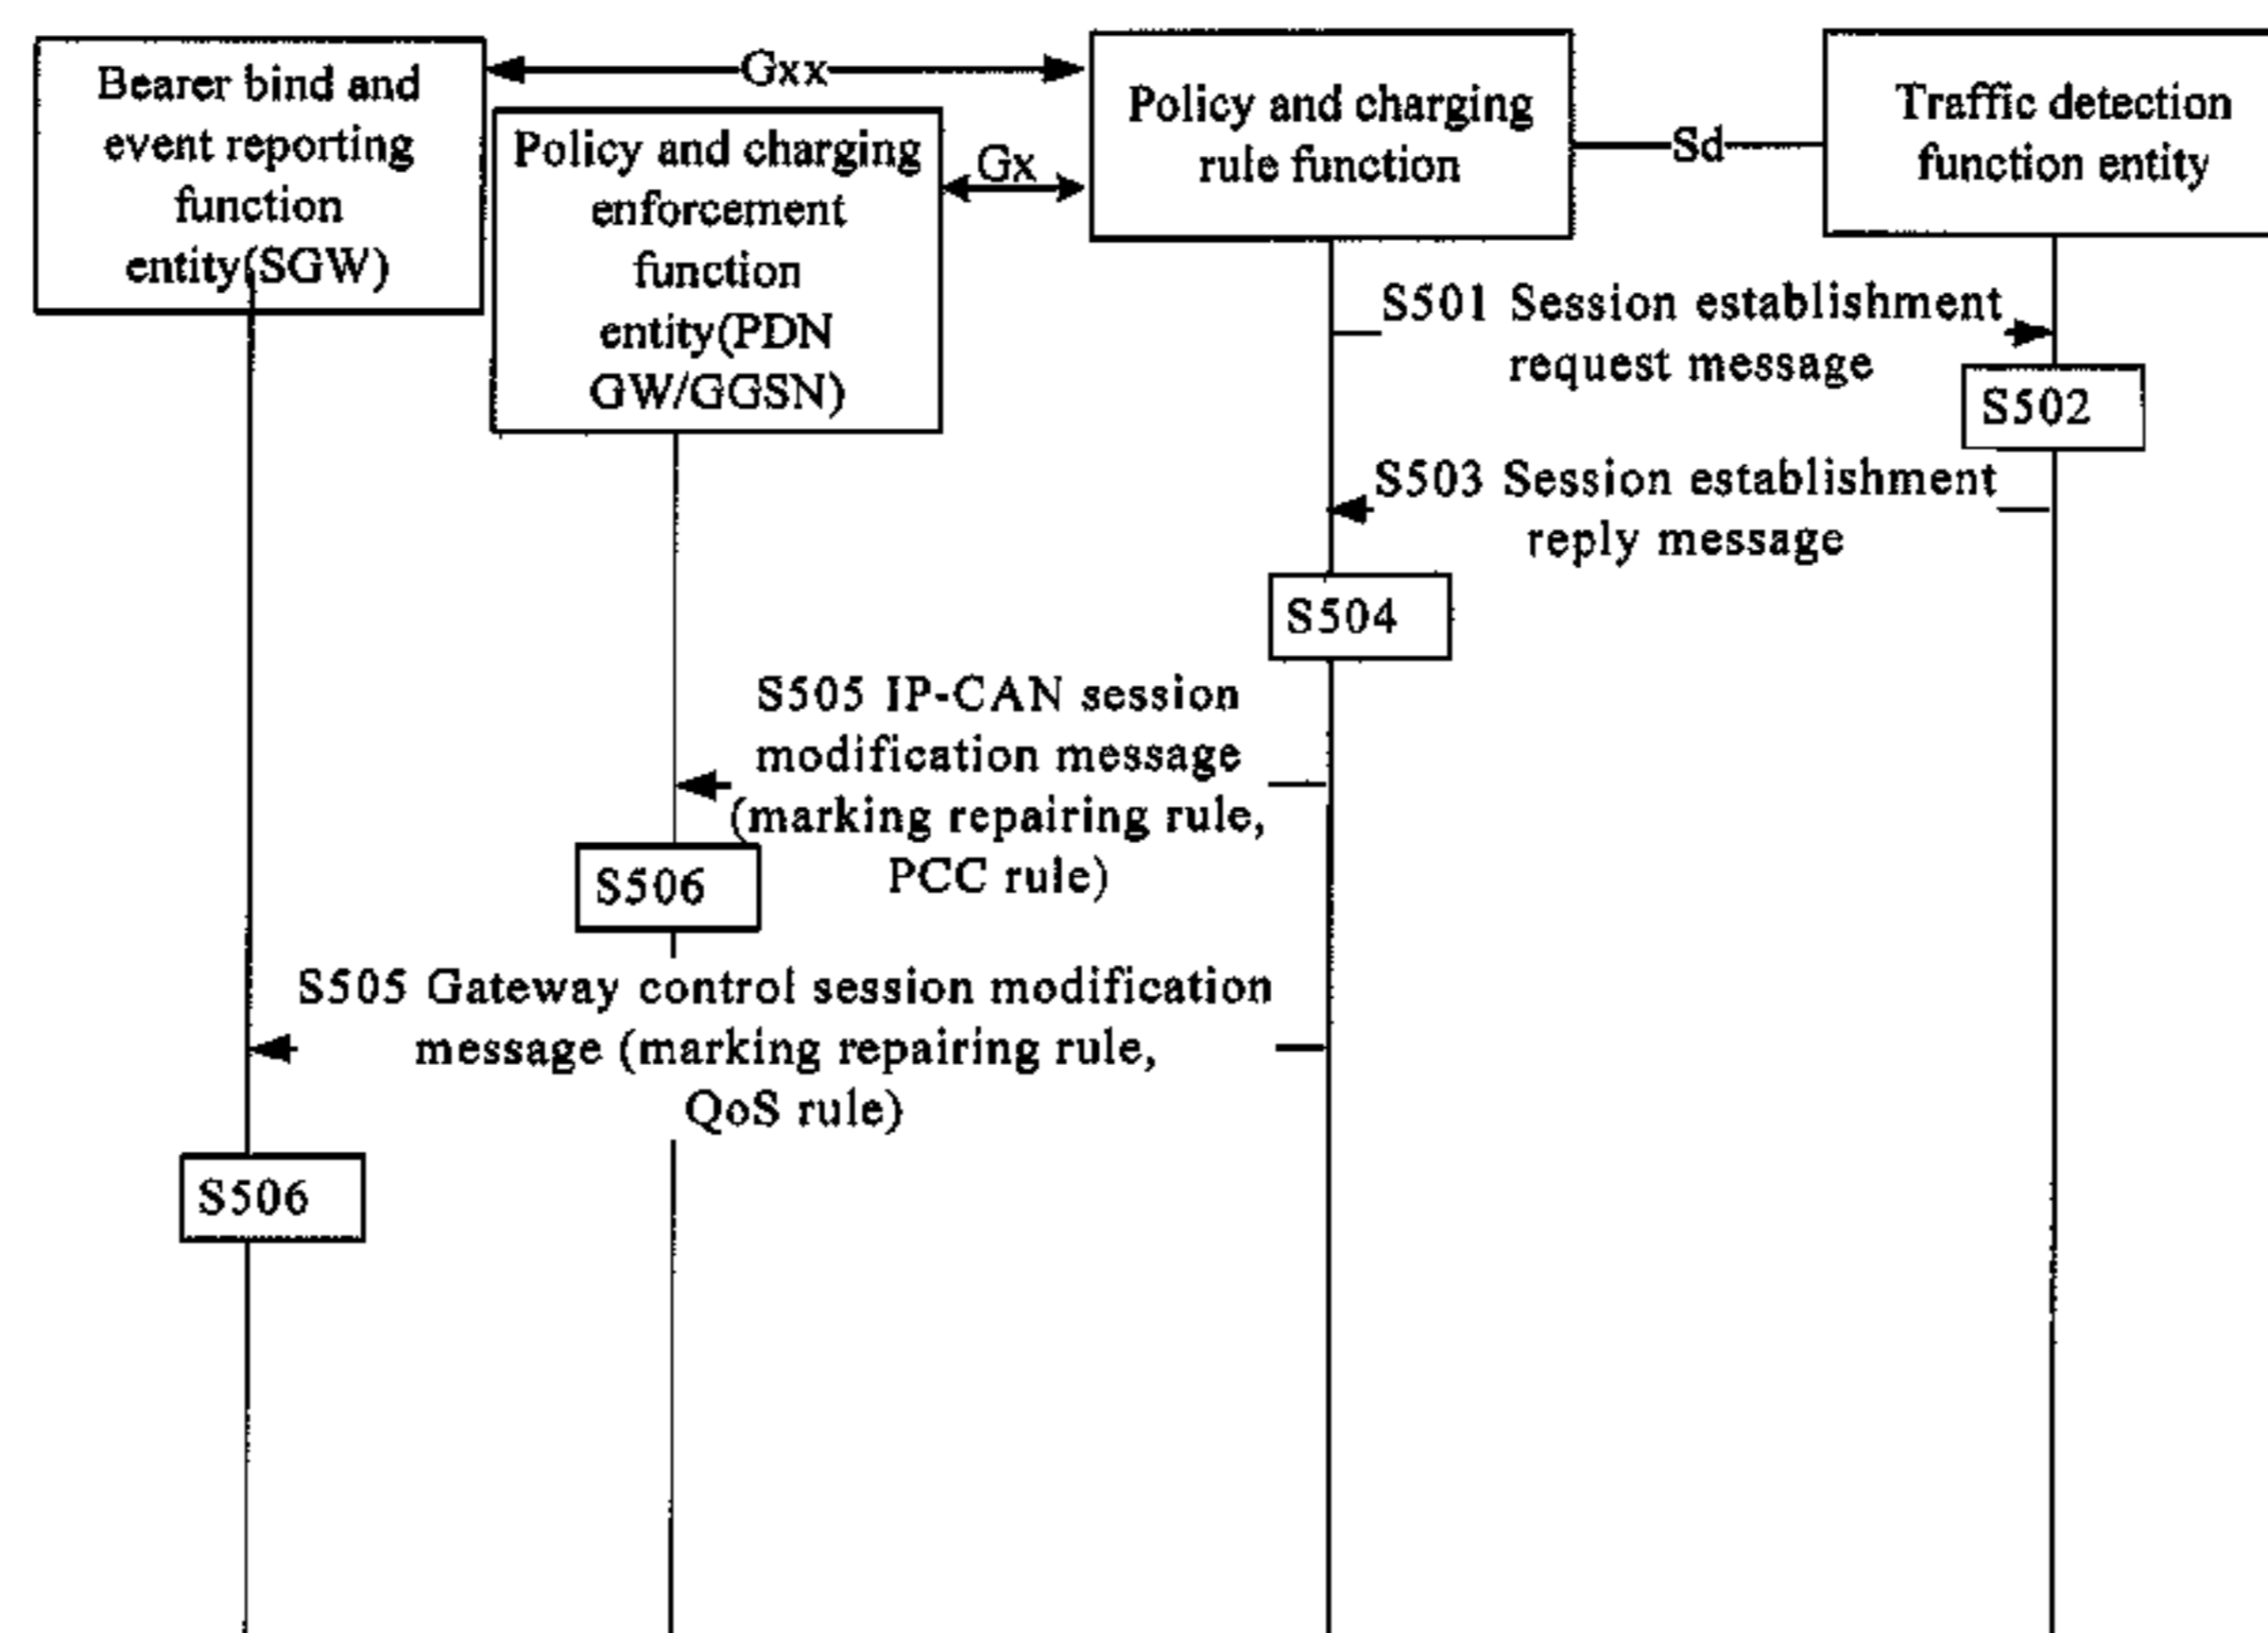 Bearer bind and
event reporting
function
entity(SGW)
Gxx
Policy and charging
enforcement
function
entity(PDN
GW/GGSN)
Gx
Policy and charging
rule function
Sd
Traffic detection
function entity
S501 Session establishment
request message
S502
S503 Session establishment
reply message
S504
S505 IP-CAN session
modification message
(marking repairing rule,
PCC rule)
S506
S505 Gateway control session modification
message (marking repairing rule,
QoS rule)
S506